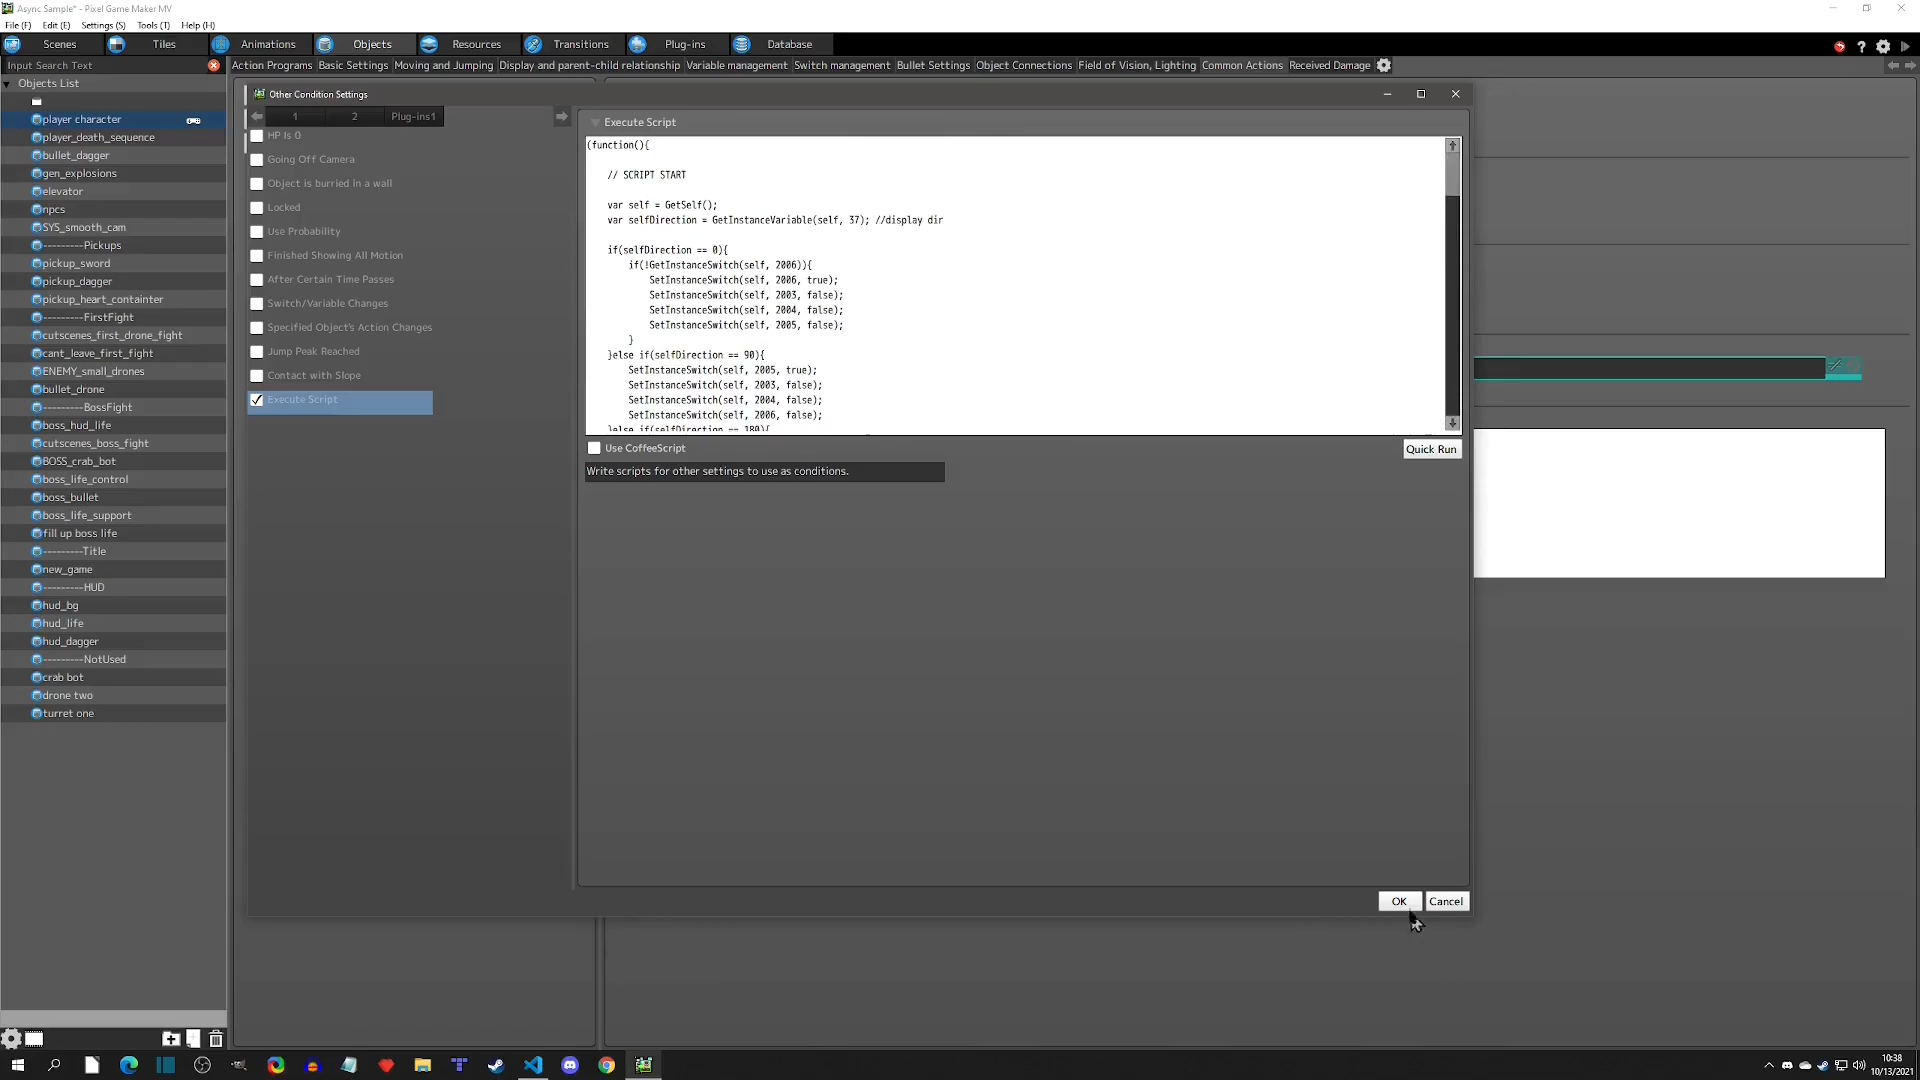 Async Sample* - Pixel Game Maker MV
File (F) Edit (E) Settings (S) Tools (T) Help (H)
Scenes Tiles Animations Objects Resources Transitions Plug-ins Database
Input Search Text
Action Programs Basic Settings Moving and Jumping Display and parent-child relationship Variable management Switch management Bullet Settings Object Connections Field of Vision, Lighting Common Actions Received Damage
Objects List
player character
player_death_sequence
bullet_dagger
gen_explosions
elevator
npcs
SYS_smooth_cam
---------Pickups
pickup_sword
pickup_dagger
pickup_heart_containter
---------FirstFight
cutscenes_first_drone_fight
cant_leave_first_fight
ENEMY_small_drones
bullet_drone
---------BossFight
boss_hud_life
cutscenes_boss_fight
BOSS_crab_bot
boss_life_control
boss_bullet
boss_life_support
fill up boss life
---------Title
new_game
---------HUD
hud_bg
hud_life
hud_dagger
---------NotUsed
crab bot
drone two
turret one
Other Condition Settings
1 2 Plug-ins1
HP Is 0
Going Off Camera
Object is burried in a wall
Locked
Use Probability
Finished Showing All Motion
After Certain Time Passes
Switch/Variable Changes
Specified Object's Action Changes
Jump Peak Reached
Contact with Slope
Execute Script
Execute Script
(function(){
// SCRIPT START
var self = GetSelf();
var selfDirection = GetInstanceVariable(self, 37); //display dir
if(selfDirection == 0){
if(!GetInstanceSwitch(self, 2006)){
SetInstanceSwitch(self, 2006, true);
SetInstanceSwitch(self, 2003, false);
SetInstanceSwitch(self, 2004, false);
SetInstanceSwitch(self, 2005, false);
}
}else if(selfDirection == 90){
SetInstanceSwitch(self, 2005, true);
SetInstanceSwitch(self, 2003, false);
SetInstanceSwitch(self, 2004, false);
SetInstanceSwitch(self, 2006, false);
}else if(selfDirection == 180){
Use CoffeeScript
Quick Run
Write scripts for other settings to use as conditions.
OK Cancel
10:38
10/13/2021